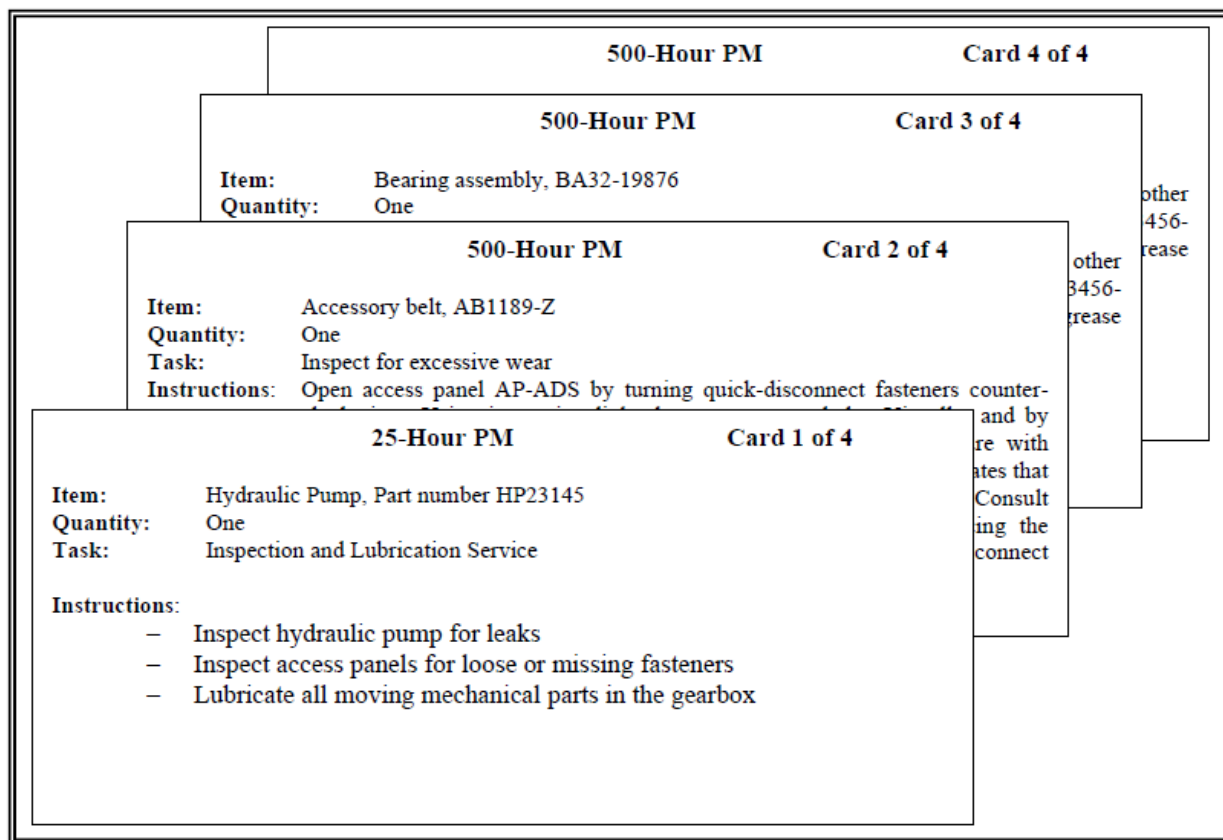 500-Hour PM Card 4 of 4
other
456-
rease
500-Hour PM Card 3 of 4
Item: Bearing assembly, BA32-19876
Quantity: One
other
3456-
grease
500-Hour PM Card 2 of 4
Item: Accessory belt, AB1189-Z
Quantity: One
Task: Inspect for excessive wear
Instructions: Open access panel AP-ADS by turning quick-disconnect fasteners counter-
and by
re with
ates that
Consult
ing the
connect
25-Hour PM Card 1 of 4
Item: Hydraulic Pump, Part number HP23145
Quantity: One
Task: Inspection and Lubrication Service
Instructions:
– Inspect hydraulic pump for leaks
– Inspect access panels for loose or missing fasteners
– Lubricate all moving mechanical parts in the gearbox